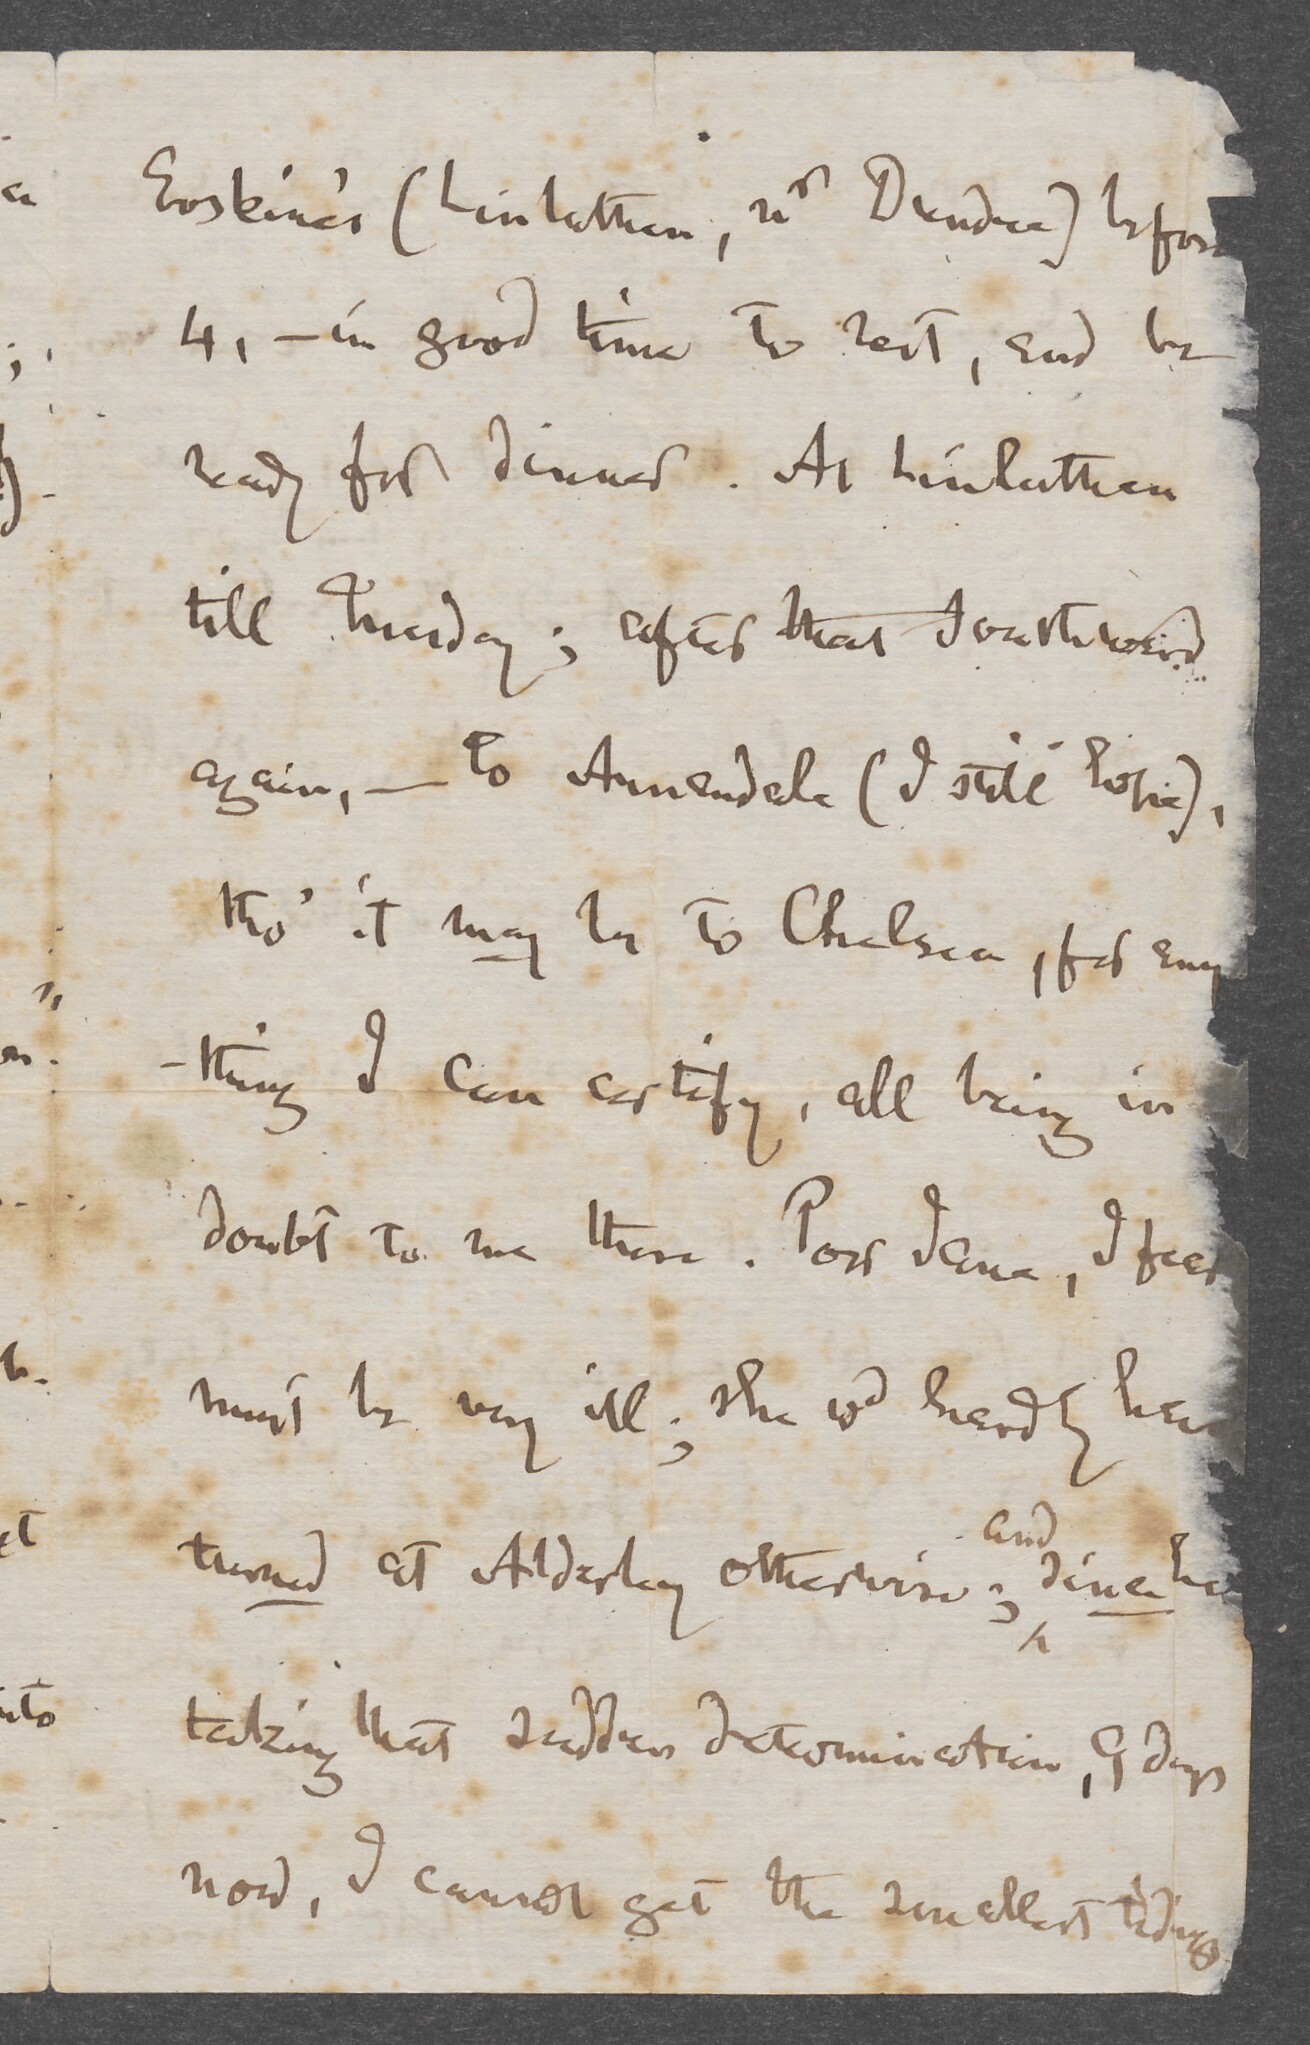 Erskine's (Linlathen, nr Dundee) before
4, – in good time to rest, and be
ready for dinner. At Linlathen
till Tuesday; after that Southward
again, — to Annandale (I still hope),
tho' it may be to Chelsea, for any
-thing I can certify, all being in
doubt to me there. Poor Jane, I fear
must be very ill; she wd hardly have
turned at Alderley otherwise; and since her
taking that sudden determination, 9 days
now, I cannot get the smallest tidings